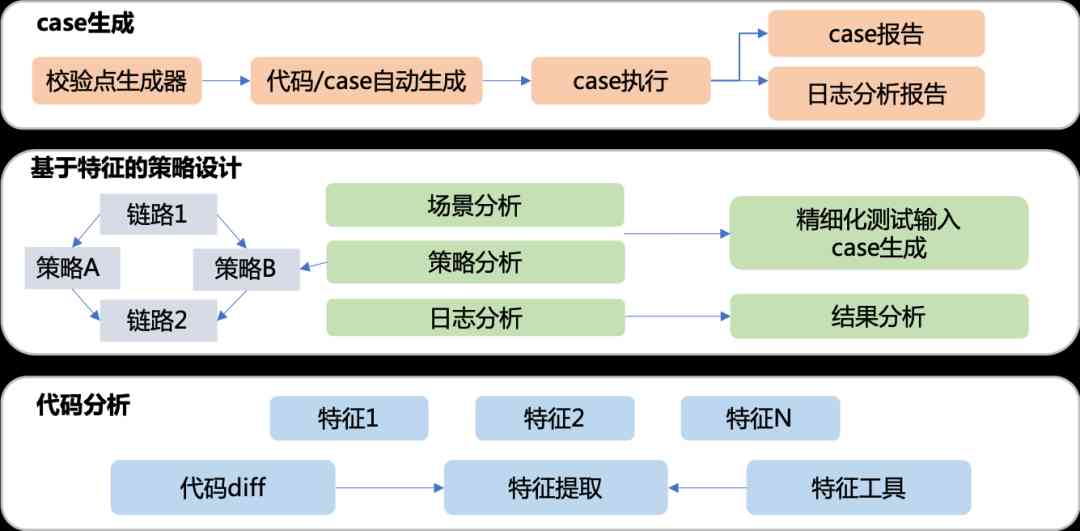 case生成
校验点生成器
代码/case自动生成
case执行
case报告
日志分析报告
基于特征的策略设计
链路1
策略A
策略B
链路2
场景分析
策略分析
日志分析
精细化测试输入
case生成
结果分析
代码分析
特征1
特征2
特征N
代码diff
特征提取
特征工具